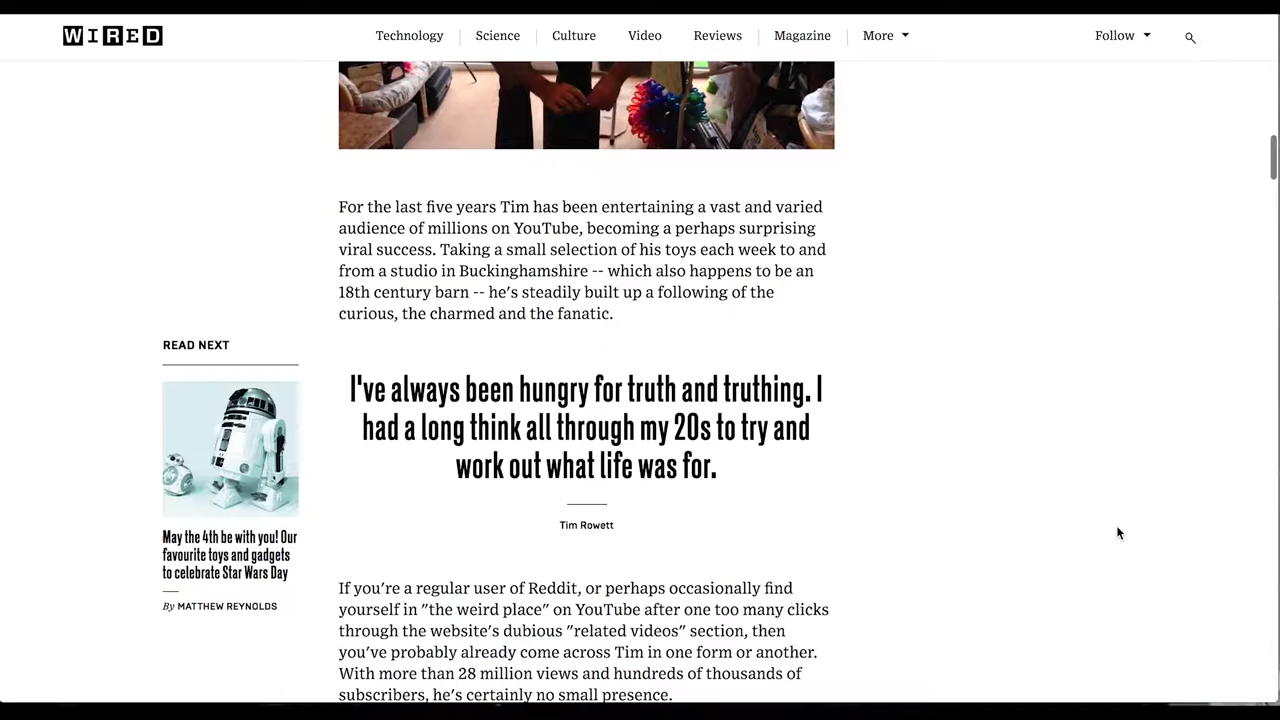 WIRED
Technology
Science
Culture
Video
Reviews
Magazine
More
Follow
For the last five years Tim has been entertaining a vast and varied
audience of millions on YouTube, becoming a perhaps surprising
viral success. Taking a small selection of his toys each week to and
from a studio in Buckinghamshire -- which also happens to be an
18th century barn -- he's steadily built up a following of the
curious, the charmed and the fanatic.
READ NEXT
May the 4th be with you! Our
favourite toys and gadgets
to celebrate Star Wars Day
By MATTHEW REYNOLDS
I've always been hungry for truth and truthing. I
had a long think all through my 20s to try and
work out what life was for.
Tim Rowett
If you're a regular user of Reddit, or perhaps occasionally find
yourself in "the weird place" on YouTube after one too many clicks
through the website's dubious "related videos" section, then
you've probably already come across Tim in one form or another.
With more than 28 million views and hundreds of thousands of
subscribers, he's certainly no small presence.